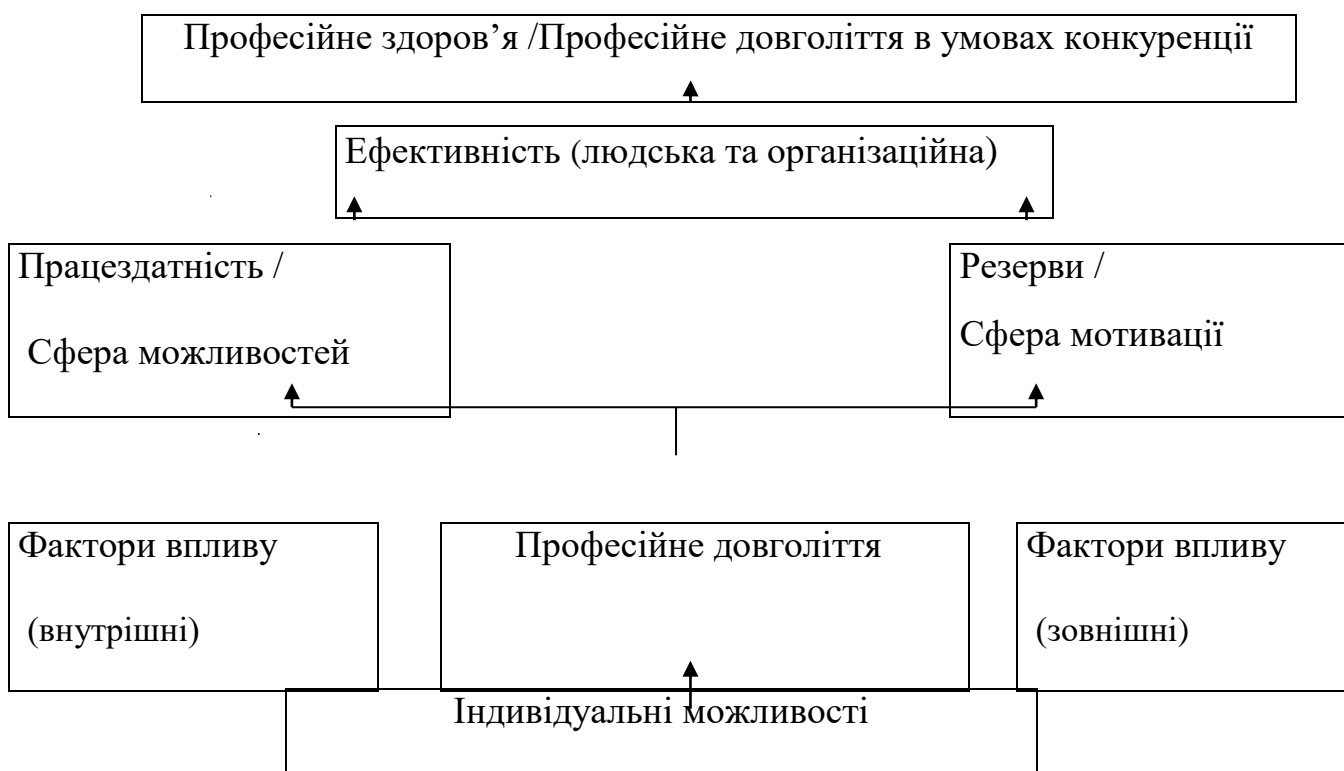 Професійне здоров’я /Професійне довголіття в умовах конкуренції
Ефективність (людська та організаційна)
Працездатність /
Сфера можливостей
Резерви /
Сфера мотивації
Фактори впливу
(внутрішні)
Професійне довголіття
Фактори впливу
(зовнішні)
Індивідуальні можливості